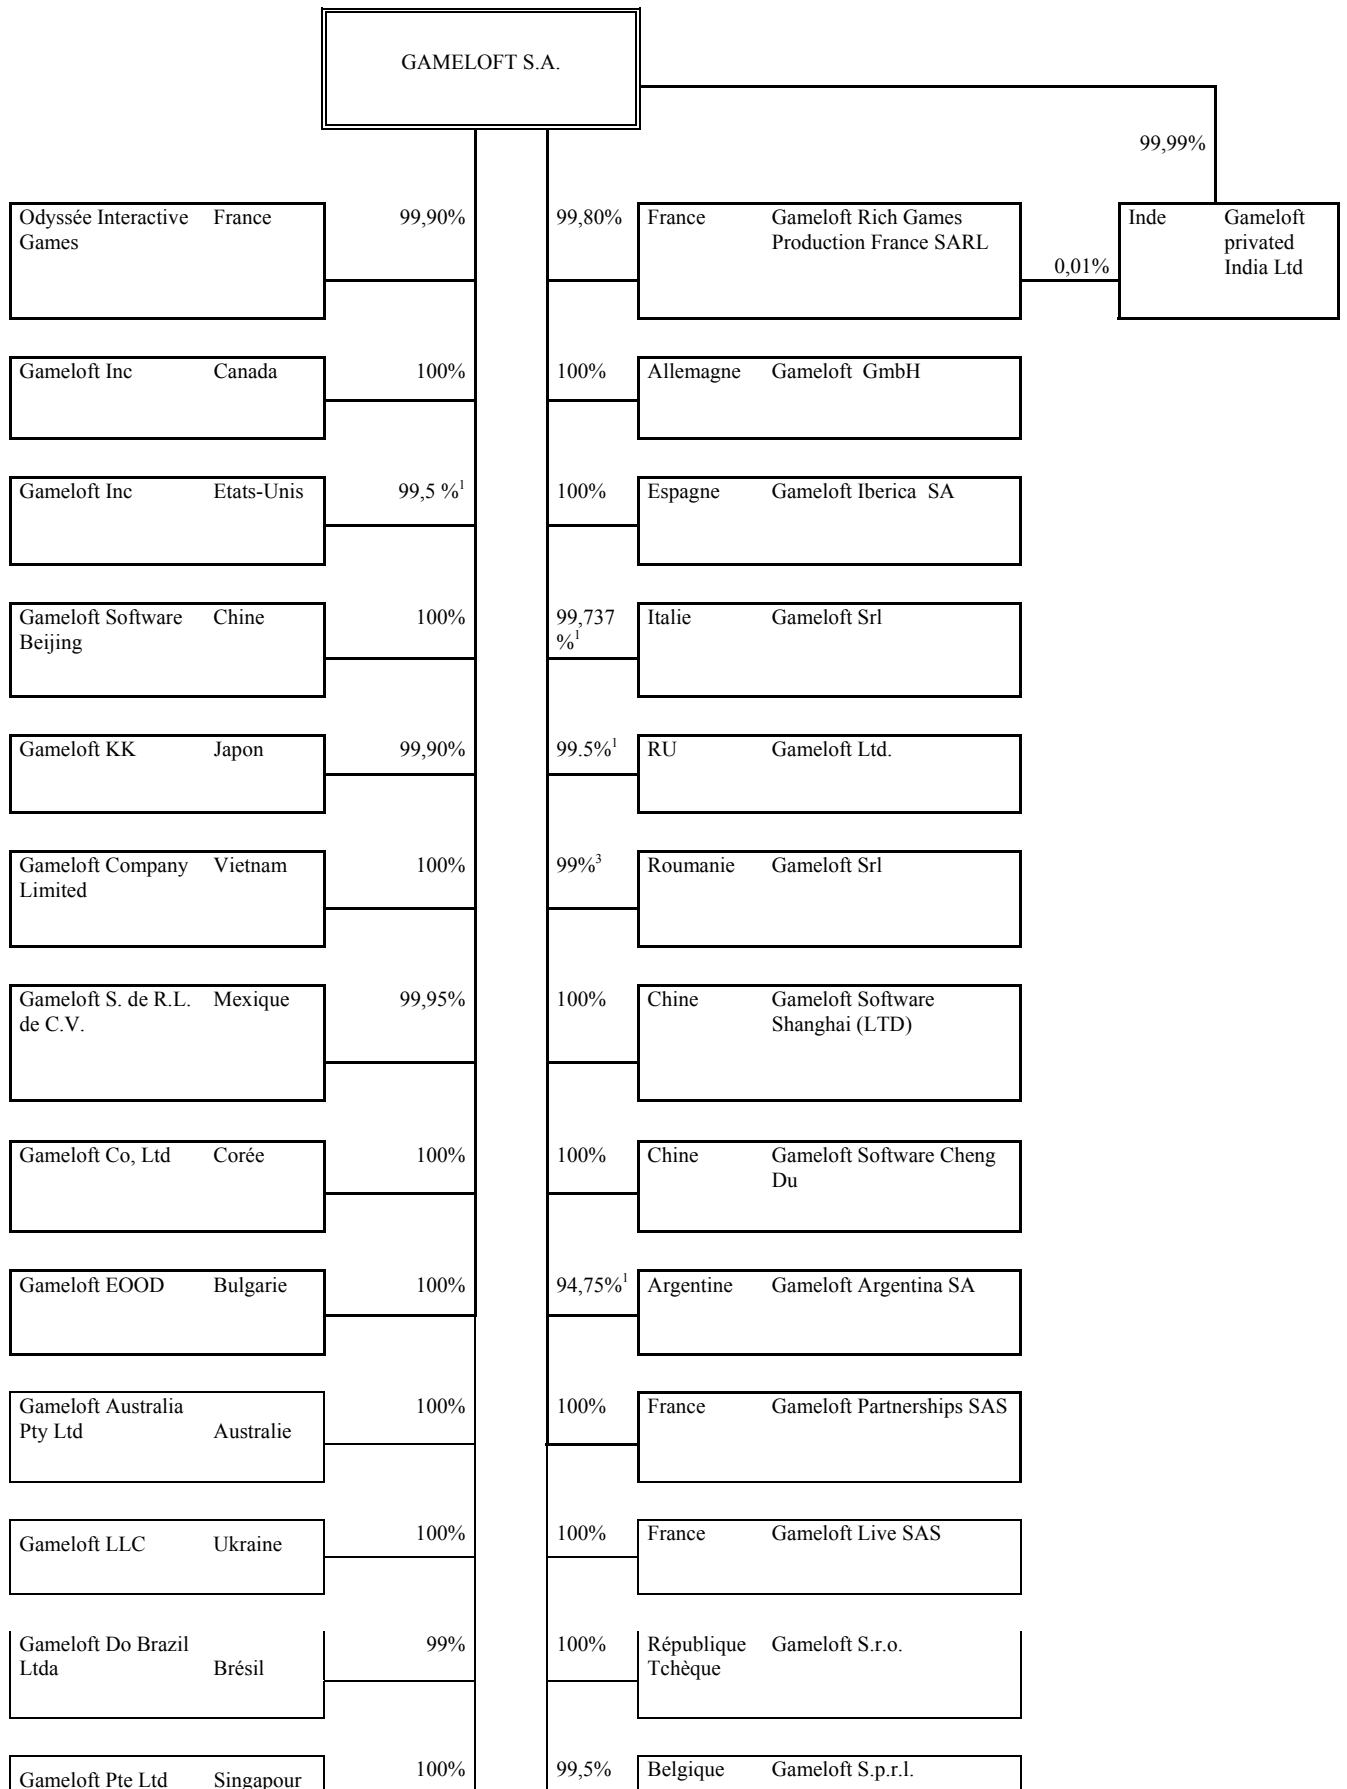 GAMELOFT S.A.
99,99%
Odyssée Interactive France 99,90% 99,80% France Gameloft Rich Games Inde Gameloft
Games Production France SARL privated
0,01% India Ltd
Gameloft Inc Canada 100% 100% Allemagne Gameloft GmbH
Gameloft Inc Etats-Unis 99,5 %1 100% Espagne Gameloft Iberica SA
Gameloft Software Chine 100% 99,737 Italie Gameloft Srl
Beijing %1
Gameloft KK Japon 99,90% 99.5%1 RU Gameloft Ltd.
Gameloft Company Vietnam 100% 99%3 Roumanie Gameloft Srl
Limited
Gameloft S. de R.L. Mexique 99,95% 100% Chine Gameloft Software
de C.V. Shanghai (LTD)
Gameloft Co, Ltd Corée 100% 100% Chine Gameloft Software Cheng
Du
Gameloft EOOD Bulgarie 100% 94,75%1 Argentine Gameloft Argentina SA
Gameloft Australia 100% 100% France Gameloft Partnerships SAS
Pty Ltd Australie
Gameloft LLC Ukraine 100% 100% France Gameloft Live SAS
Gameloft Do Brazil 99% 100% République Gameloft S.r.o.
Ltda Brésil Tchèque
Gameloft Pte Ltd Singapour 100% 99,5% Belgique Gameloft S.p.r.l.